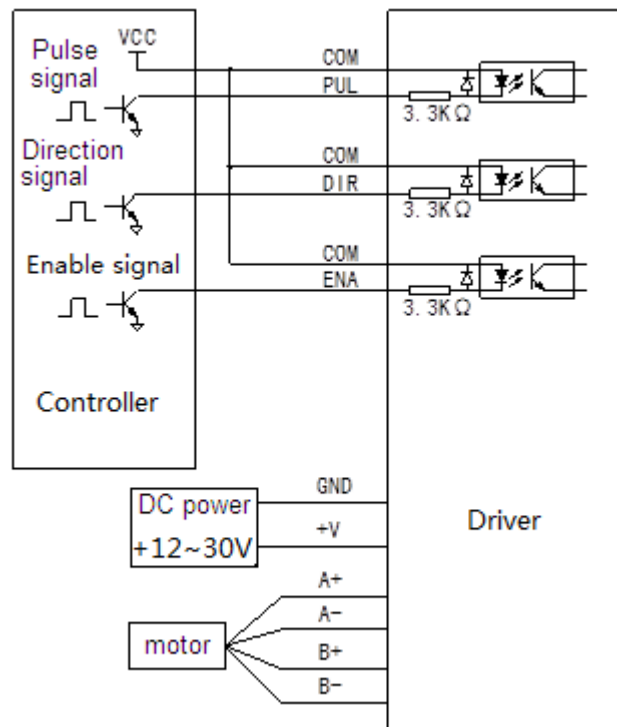 Pulse
signal
VCC
COM
PUL
3.3KΩ
Direction
signal
COM
DIR
3.3KΩ
Enable signal
COM
ENA
3.3KΩ
Controller
DC power
+12~30V
GND
+V
Driver
motor
A+
A-
B+
B-